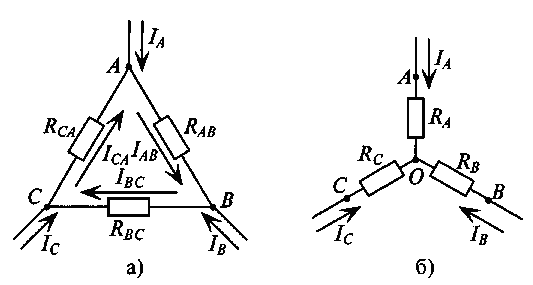 I_A
A
R_CA
R_AB
I_CA I_AB
I_BC
C
B
R_BC
I_C
I_B
а)
I_A
A
R_A
R_C
R_B
O
C
B
I_C
I_B
б)